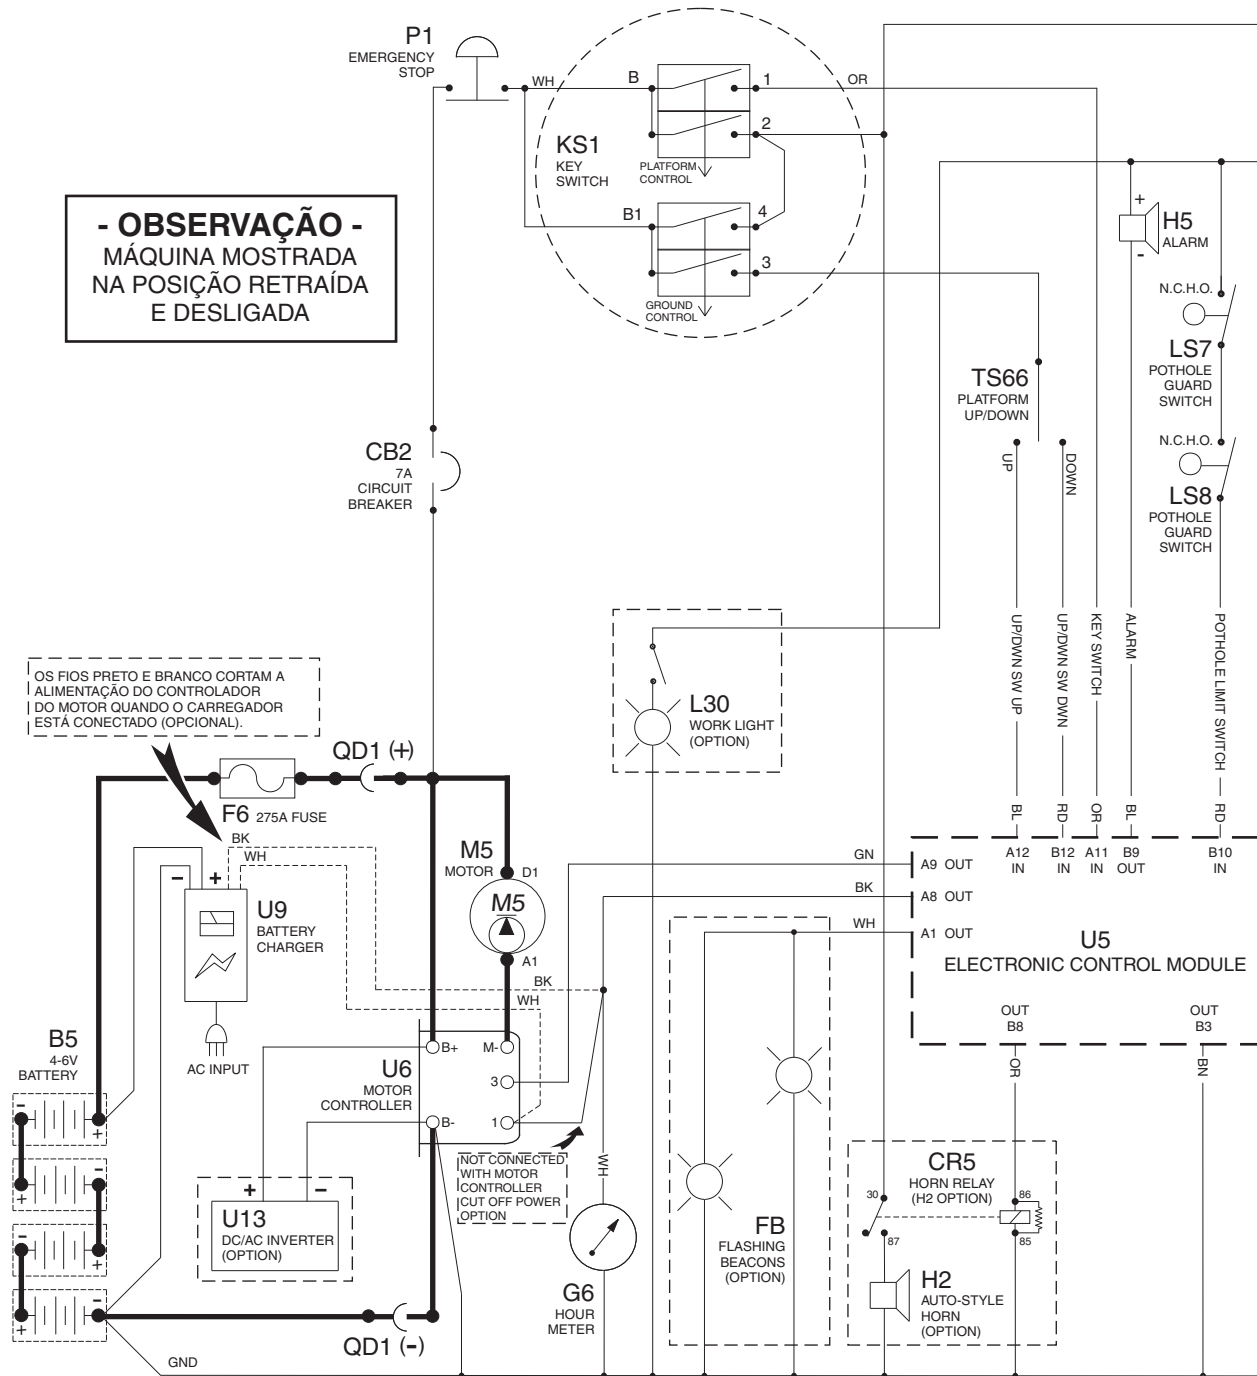 P1
EMERGENCY
STOP
WH
B
1
OR
2
KS1
KEY
SWITCH
PLATFORM
CONTROL
B1
4
3
GROUND
CONTROL
- OBSERVAÇÃO -
MÁQUINA MOSTRADA
NA POSIÇÃO RETRAÍDA
E DESLIGADA
+
H5
ALARM
-
N.C.H.O.
LS7
POTHOLE
GUARD
SWITCH
TS66
PLATFORM
UP/DOWN
UP
DOWN
N.C.H.O.
LS8
POTHOLE
GUARD
SWITCH
CB2
7A
CIRCUIT
BREAKER
UP/DWN SW UP
UP/DWN SW DWN
KEY SWITCH
ALARM
POTHOLE LIMIT SWITCH
BL
RD
OR
BL
RD
L30
WORK LIGHT
(OPTION)
OS FIOS PRETO E BRANCO CORTAM A
ALIMENTAÇÃO DO CONTROLADOR
DO MOTOR QUANDO O CARREGADOR
ESTÁ CONECTADO (OPCIONAL).
QD1 (+)
F6 275A FUSE
BK
WH
- +
U9
BATTERY
CHARGER
AC INPUT
M5
MOTOR
D1
M5
A1
BK
WH
GN
BK
WH
A12
IN
B12
IN
A11
IN
B9
OUT
B10
IN
A9 OUT
A8 OUT
A1 OUT
U5
ELECTRONIC CONTROL MODULE
OUT
B8
OUT
B3
OR
BN
B5
4-6V
BATTERY
-
+
-
+
-
+
-
+
U6
MOTOR
CONTROLLER
B+
M-
3
B-
1
NOT CONNECTED
WITH MOTOR
CONTROLLER
CUT OFF POWER
OPTION
+ -
U13
DC/AC INVERTER
(OPTION)
WH
G6
HOUR
METER
FB
FLASHING
BEACONS
(OPTION)
CR5
HORN RELAY
(H2 OPTION)
30
87
86
85
H2
AUTO-STYLE
HORN
(OPTION)
QD1 (-)
GND